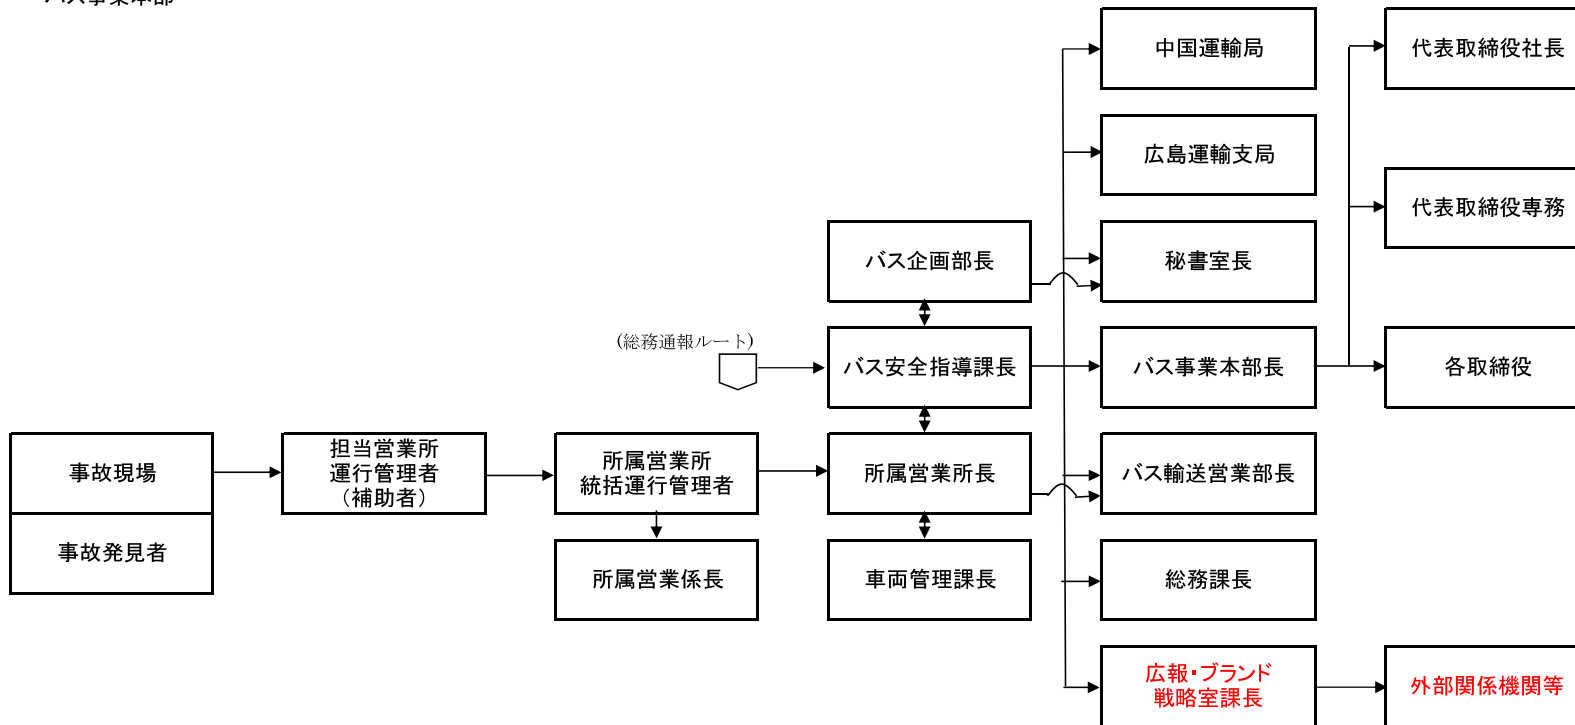 バス事業本部
中国運輸局
代表取締役社長
広島運輸支局
代表取締役専務
バス企画部長
秘書室長
(総務通報ルート)
バス安全指導課長
バス事業本部長
各取締役
事故現場
担当営業所
運行管理者
（補助者）
所属営業所
統括運行管理者
所属営業所長
バス輸送営業部長
事故発見者
所属営業係長
車両管理課長
総務課長
広報・ブランド
戦略室課長
外部関係機関等